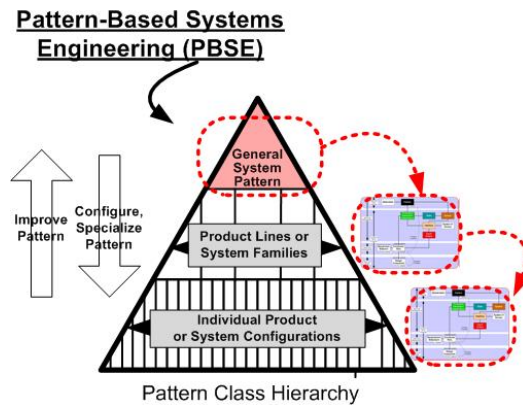 Pattern-Based Systems
Engineering (PBSE)
General
System
Pattern
Improve
Pattern
Configure,
Specialize
Pattern
Product Lines or
System Families
Individual Product
or System Configurations
Pattern Class Hierarchy